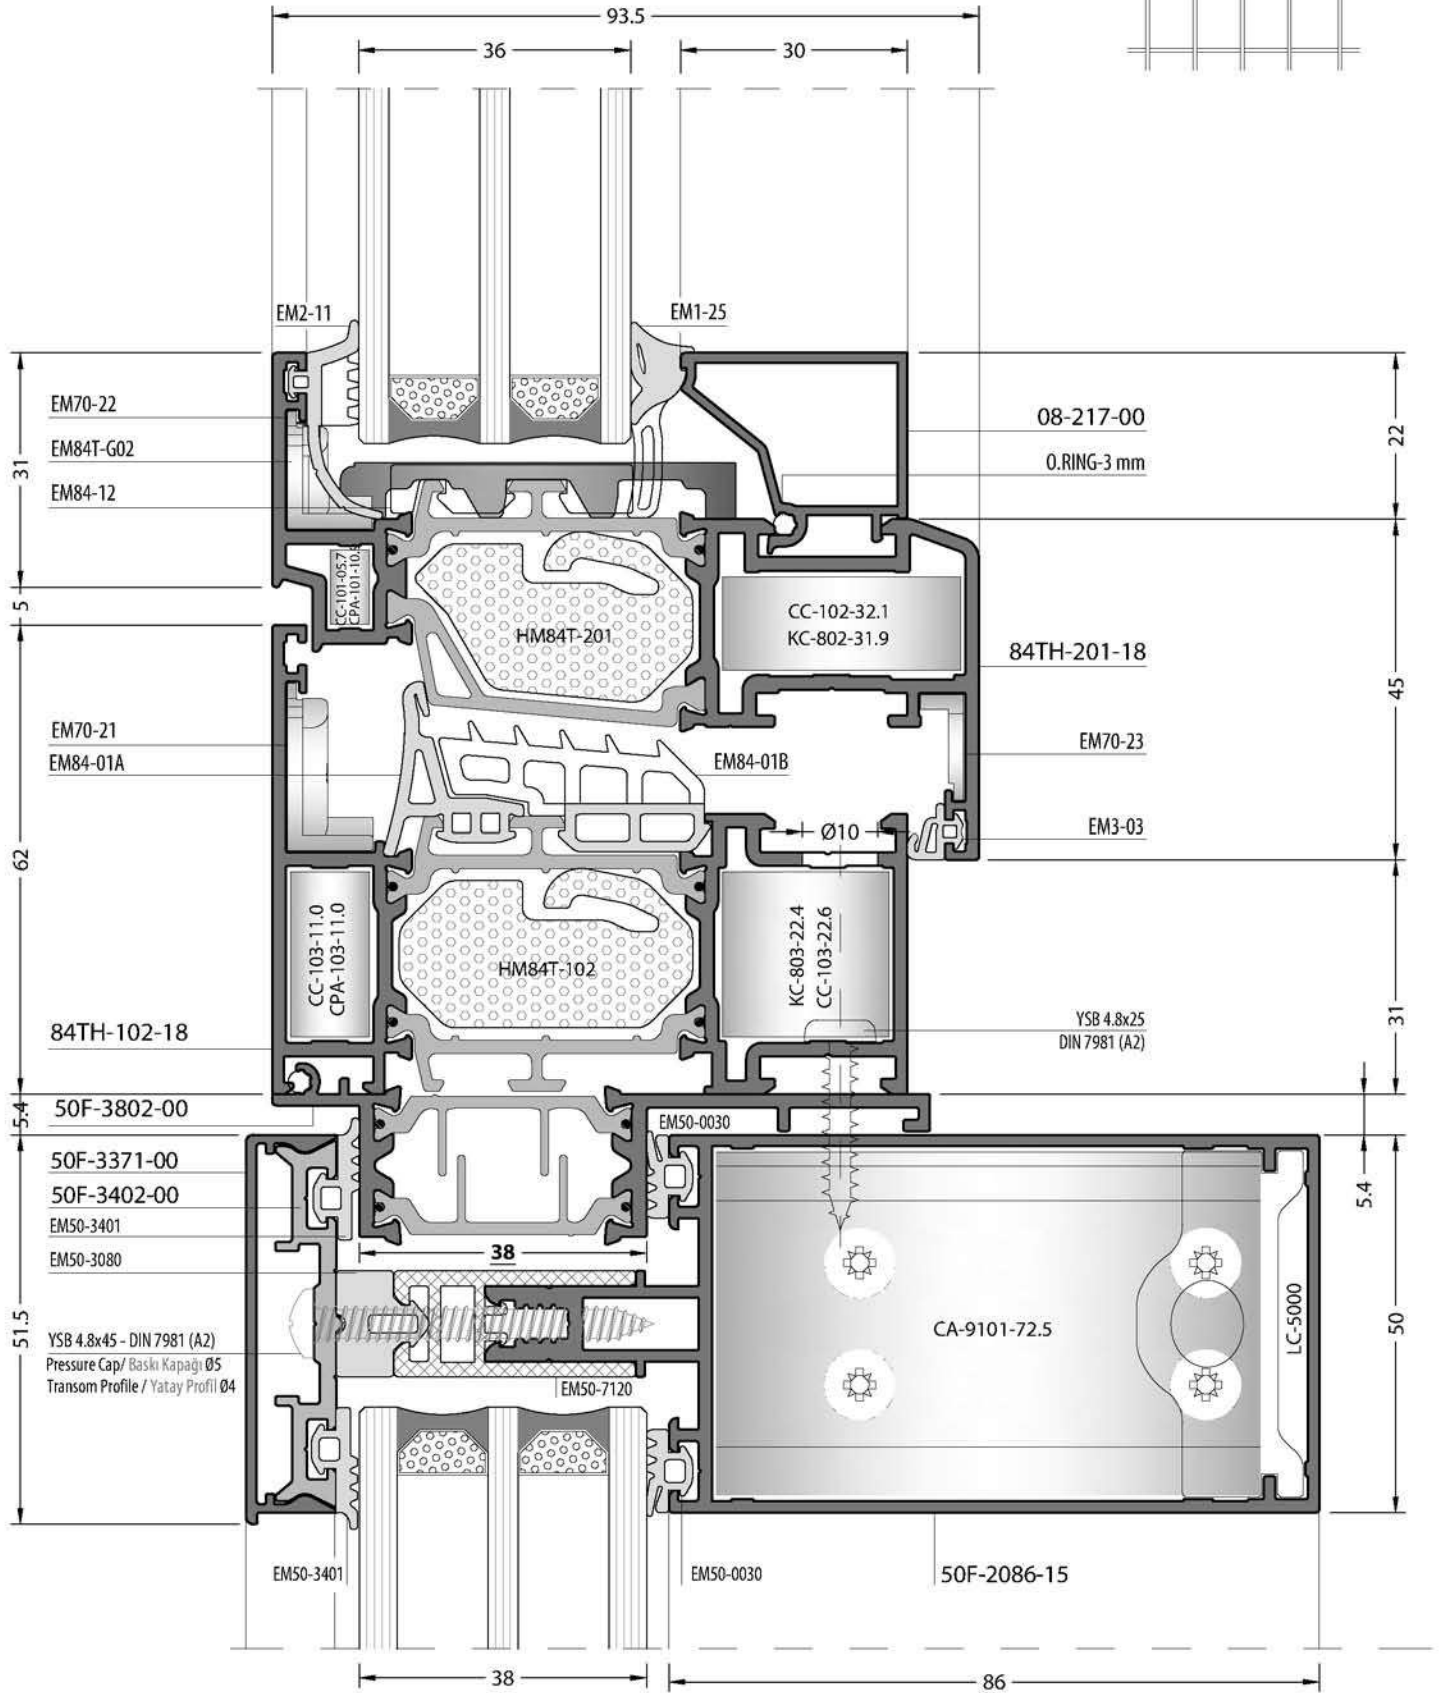 93.5
36
30
EM2-11
EM1-25
EM70-22
EM84T-G02
EM84-12
31
08-217-00
O.RING-3 mm
22
CC-101-05.7
CPA-101-10.5
5
HM84T-201
CC-102-32.1
KC-802-31.9
84TH-201-18
45
EM70-21
EM84-01A
EM84-01B
EM70-23
Ø10
EM3-03
62
CC-103-11.0
CPA-103-11.0
HM84T-102
KC-803-22.4
CC-103-22.6
YSB 4.8x25
DIN 7981 (A2)
31
84TH-102-18
5.4
50F-3802-00
EM50-0030
5.4
50F-3371-00
50F-3402-00
EM50-3401
EM50-3080
38
51.5
YSB 4.8x45 - DIN 7981 (A2)
Pressure Cap/ Baskı Kapağı Ø5
Transom Profile / Yatay Profil Ø4
EM50-7120
CA-9101-72.5
LC-5000
50
EM50-3401
EM50-0030
50F-2086-15
38
86